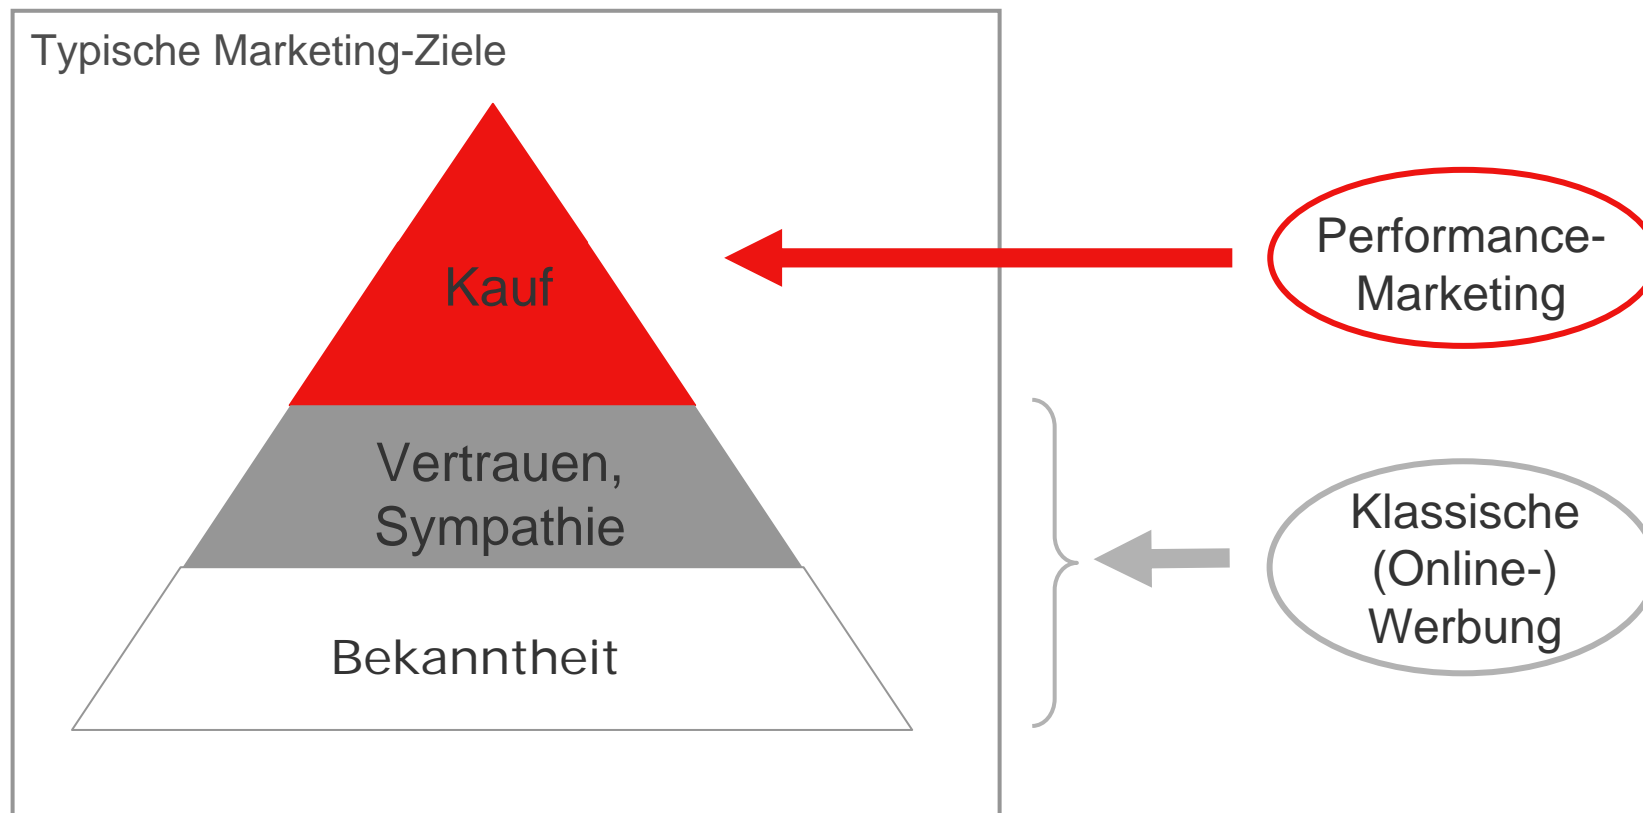 Typische Marketing-Ziele
Kauf
Vertrauen,
Sympathie
Bekanntheit
Performance-
Marketing
Klassische
(Online-)
Werbung